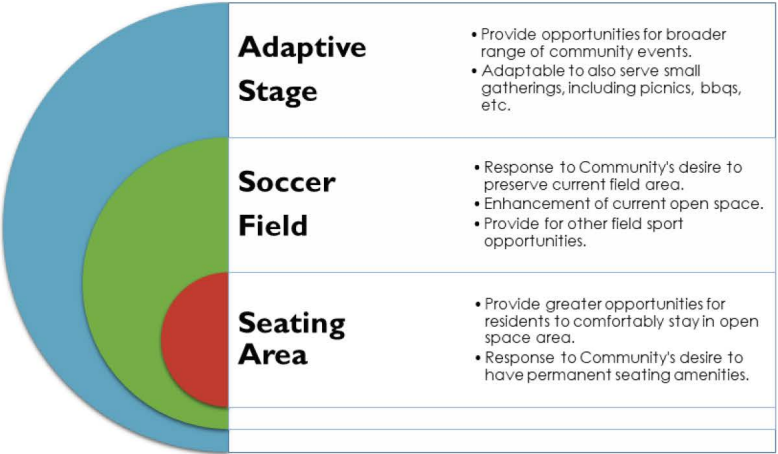 Adaptive
Stage
• Provide opportunities for broader
range of community events.
• Adaptable to also serve small
gatherings, including picnics, bbqs,
etc.
Soccer
Field
• Response to Community's desire to
preserve current field area.
• Enhancement of current open space.
• Provide for other field sport
opportunities.
Seating
Area
• Provide greater opportunities for
residents to comfortably stay in open
space area.
• Response to Community's desire to
have permanent seating amenities.